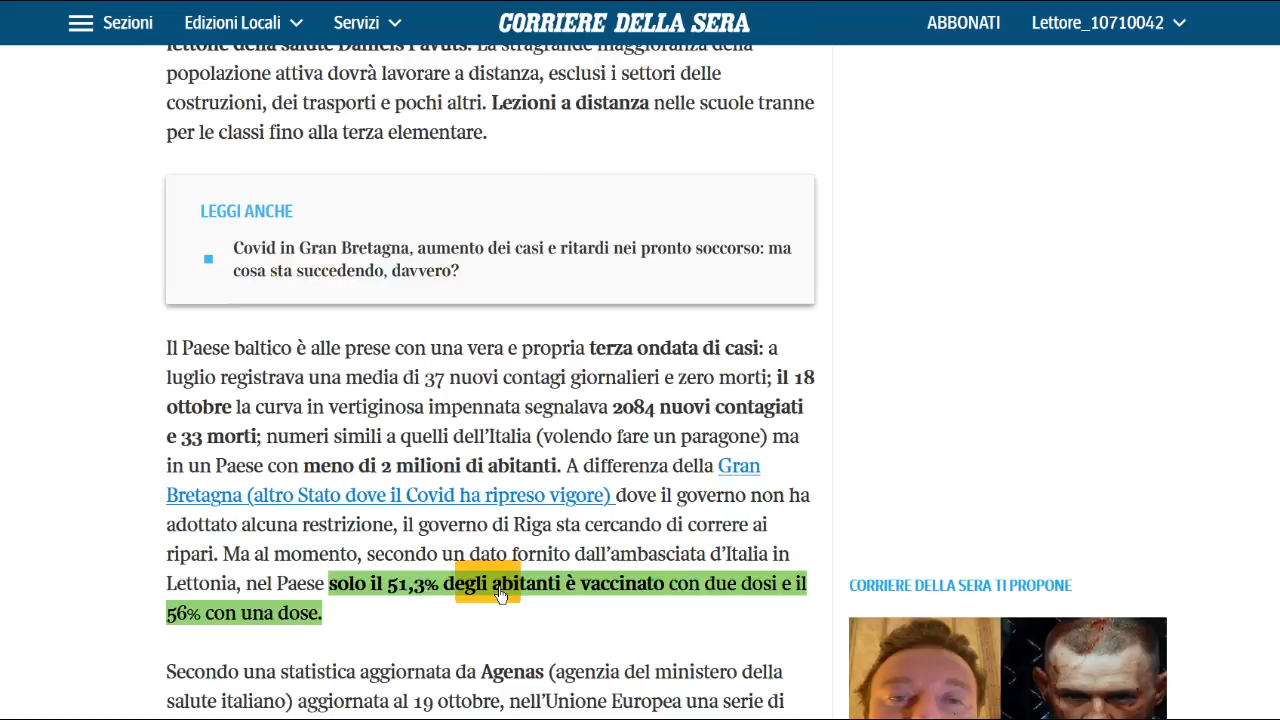 Sezioni
Edizioni Locali
Servizi
CORRIERE DELLA SERA
ABBONATI
Lettore_10710042
lettone della salute Daniels Pavuts. La stragrande maggioranza della
popolazione attiva dovrà lavorare a distanza, esclusi i settori delle
costruzioni, dei trasporti e pochi altri. Lezioni a distanza nelle scuole tranne
per le classi fino alla terza elementare.
LEGGI ANCHE
Covid in Gran Bretagna, aumento dei casi e ritardi nei pronto soccorso: ma
cosa sta succedendo, davvero?
Il Paese baltico è alle prese con una vera e propria terza ondata di casi: a
luglio registrava una media di 37 nuovi contagi giornalieri e zero morti; il 18
ottobre la curva in vertiginosa impennata segnalava 2084 nuovi contagiati
e 33 morti; numeri simili a quelli dell’Italia (volendo fare un paragone) ma
in un Paese con meno di 2 milioni di abitanti. A differenza della Gran
Bretagna (altro Stato dove il Covid ha ripreso vigore) dove il governo non ha
adottato alcuna restrizione, il governo di Riga sta cercando di correre ai
ripari. Ma al momento, secondo un dato fornito dall’ambasciata d’Italia in
Lettonia, nel Paese solo il 51,3% degli abitanti è vaccinato con due dosi e il
56% con una dose.
Secondo una statistica aggiornata da Agenas (agenzia del ministero della
salute italiano) aggiornata al 19 ottobre, nell’Unione Europea una serie di
CORRIERE DELLA SERA TI PROPONE